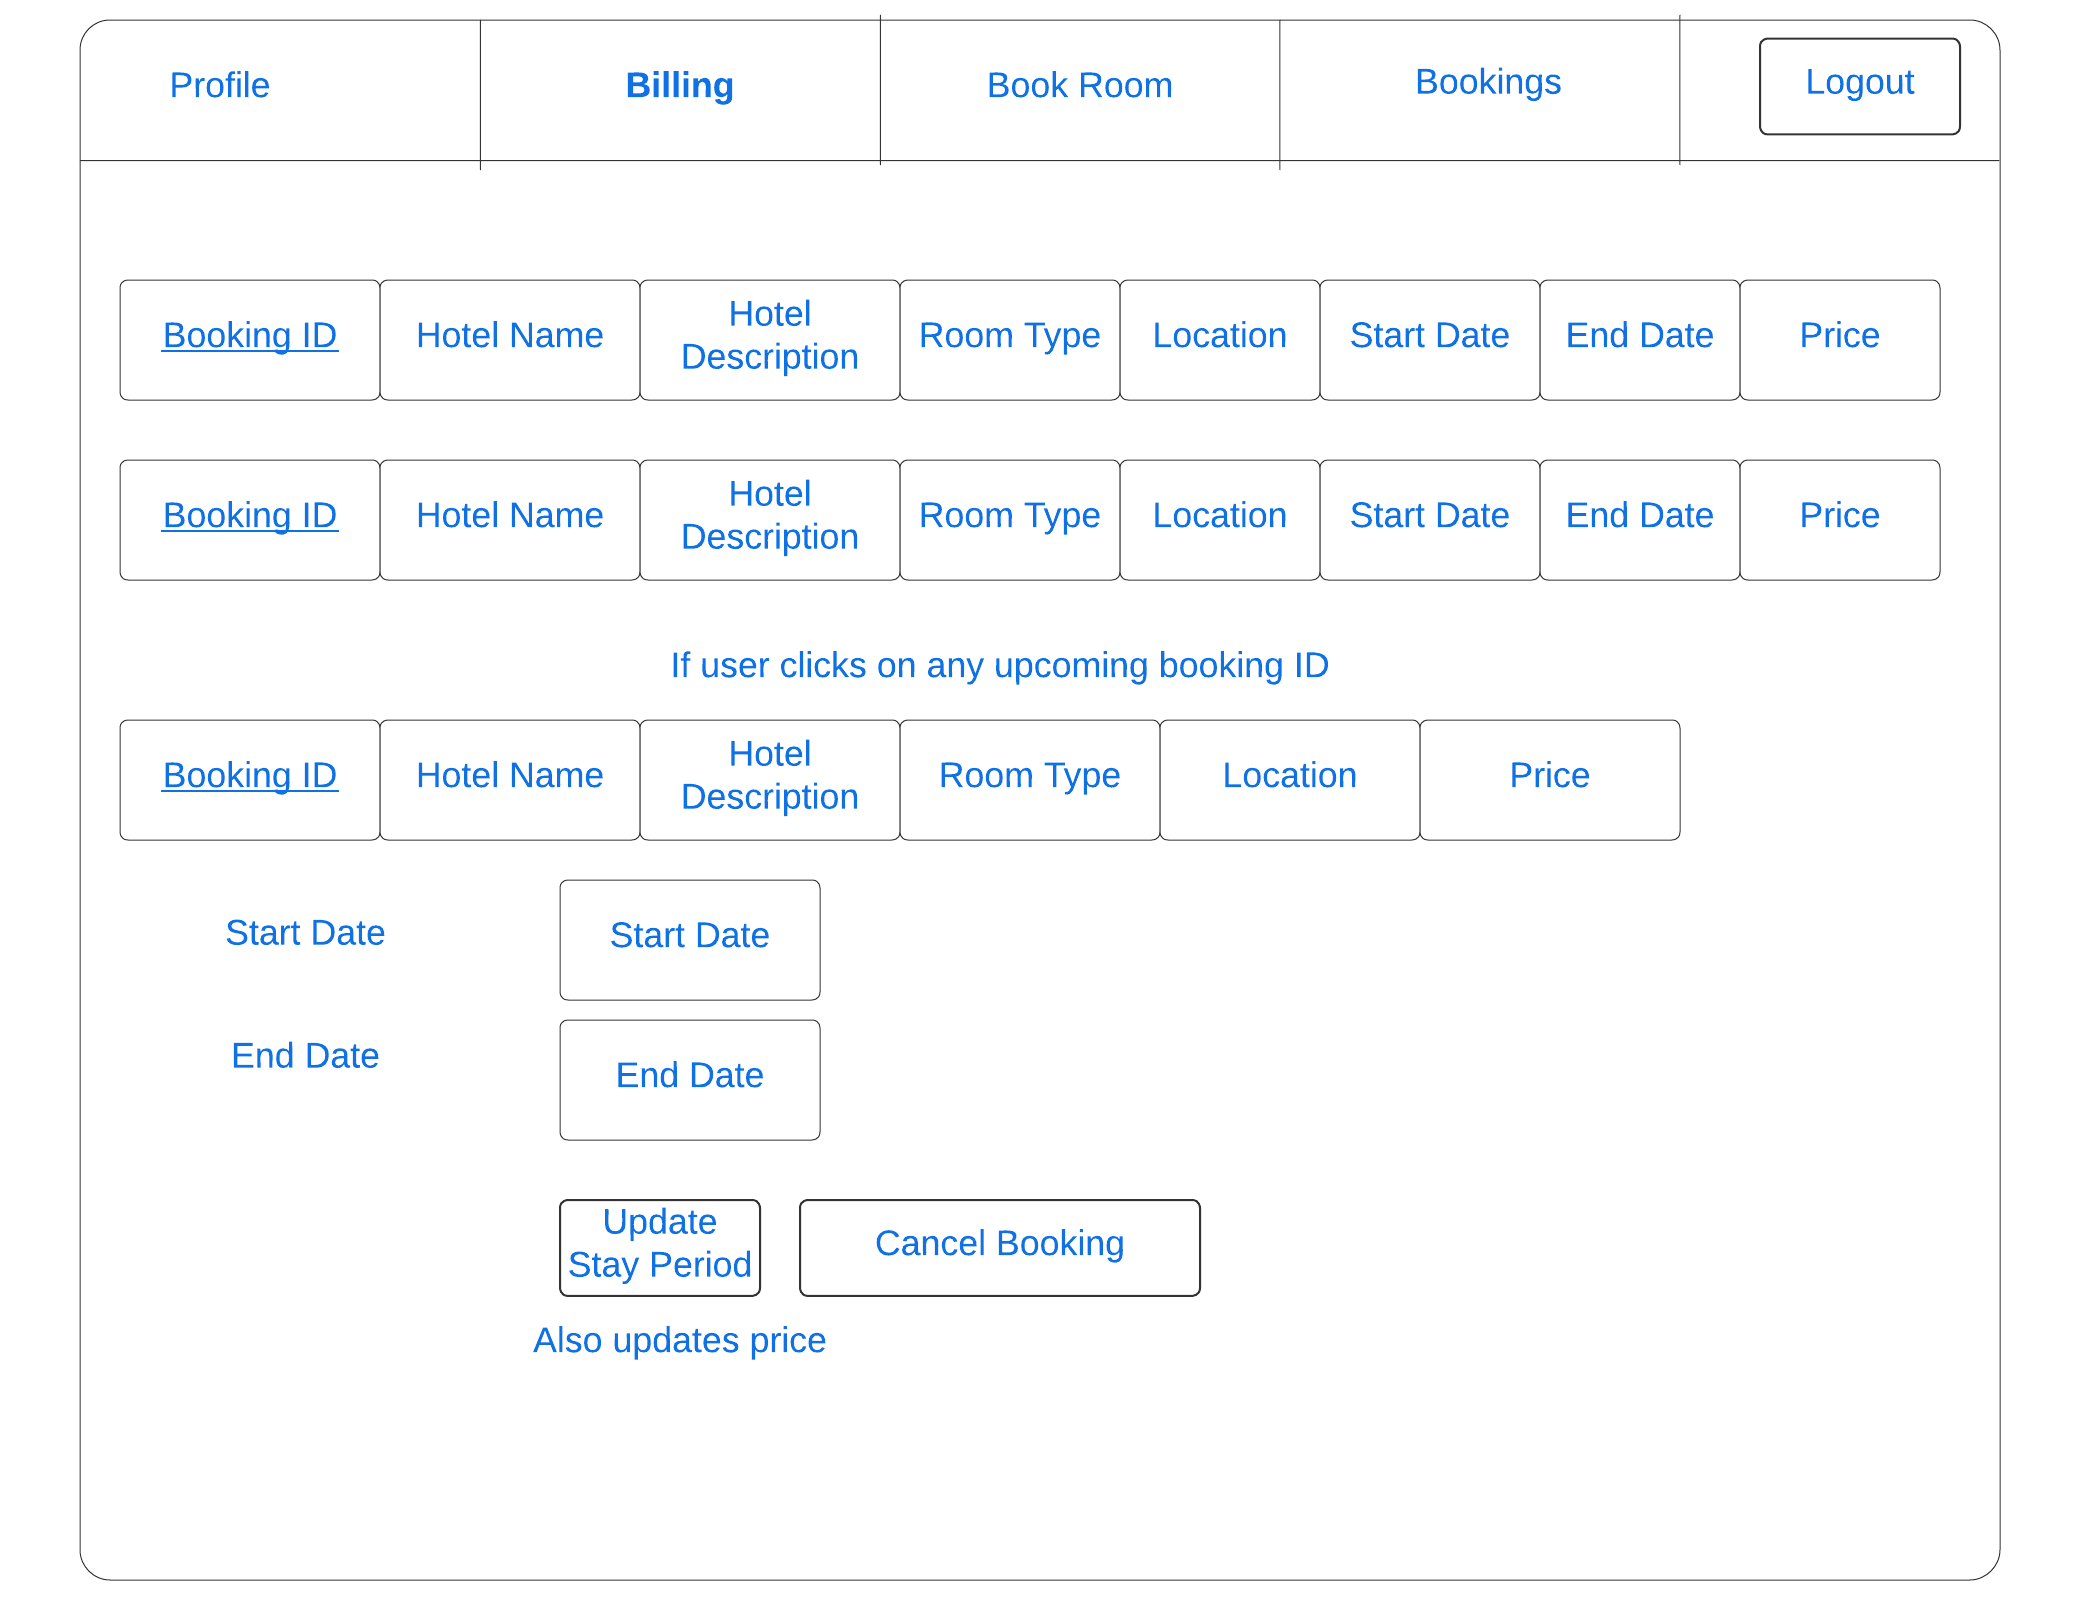 Profile
Billing
Book Room
Bookings
Logout
Booking ID
Hotel Name
Hotel
Description
Room Type
Location
Start Date
End Date
Price
Booking ID
Hotel Name
Hotel
Description
Room Type
Location
Start Date
End Date
Price
If user clicks on any upcoming booking ID
Booking ID
Hotel Name
Hotel
Description
Room Type
Location
Price
Start Date
Start Date
End Date
End Date
Update
Stay Period
Cancel Booking
Also updates price